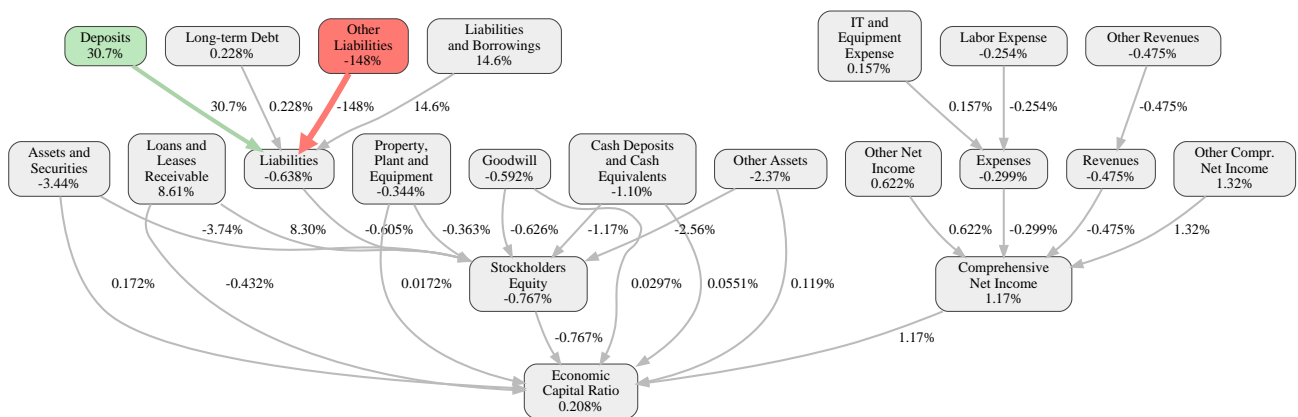 Deposits
30.7%
Long-term Debt
0.228%
Other
Liabilities
-148%
Liabilities
and Borrowings
14.6%
IT and
Equipment
Expense
0.157%
Labor Expense
-0.254%
Other Revenues
-0.475%
30.7%
0.228%
-148%
14.6%
0.157%
-0.254%
-0.475%
Assets and
Securities
-3.44%
Loans and
Leases
Receivable
8.61%
Liabilities
-0.638%
Property,
Plant and
Equipment
-0.344%
Goodwill
-0.592%
Cash Deposits
and Cash
Equivalents
-1.10%
Other Assets
-2.37%
Other Net
Income
0.622%
Expenses
-0.299%
Revenues
-0.475%
Other Compr.
Net Income
1.32%
-3.74%
8.30%
-0.605%
-0.363%
-0.626%
-1.17%
-2.56%
0.622%
-0.299%
-0.475%
1.32%
0.172%
-0.432%
0.0172%
Stockholders
Equity
-0.767%
0.0297%
0.0551%
0.119%
Comprehensive
Net Income
1.17%
-0.767%
1.17%
Economic
Capital Ratio
0.208%